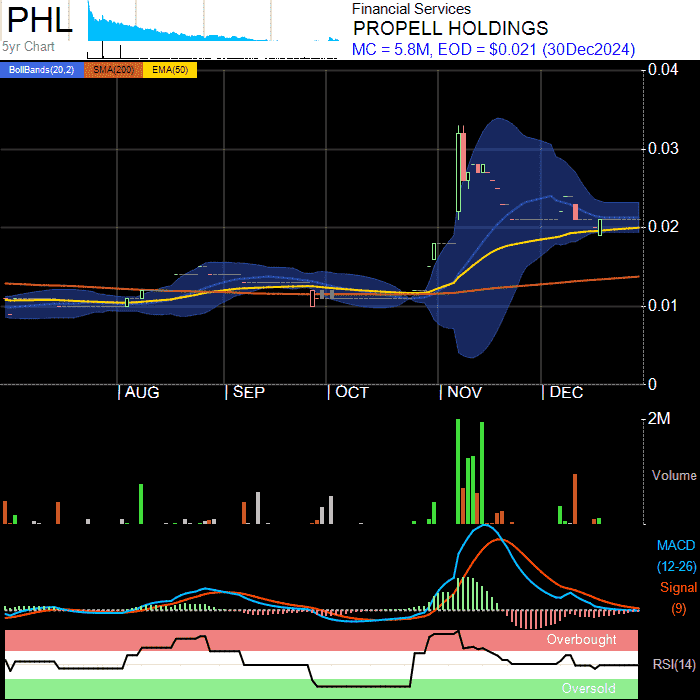 PHL
5yr Chart
Financial Services
PROPELL HOLDINGS
MC = 5.8M, EOD = $0.021 (30Dec2024)
BollBands(20,2) SMA(200) EMA(50)
0.04
0.03
0.02
0.01
0
AUG SEP OCT NOV DEC
2M
Volume
MACD
(12-26)
Signal
(9)
Overbought
RSI(14)
Oversold